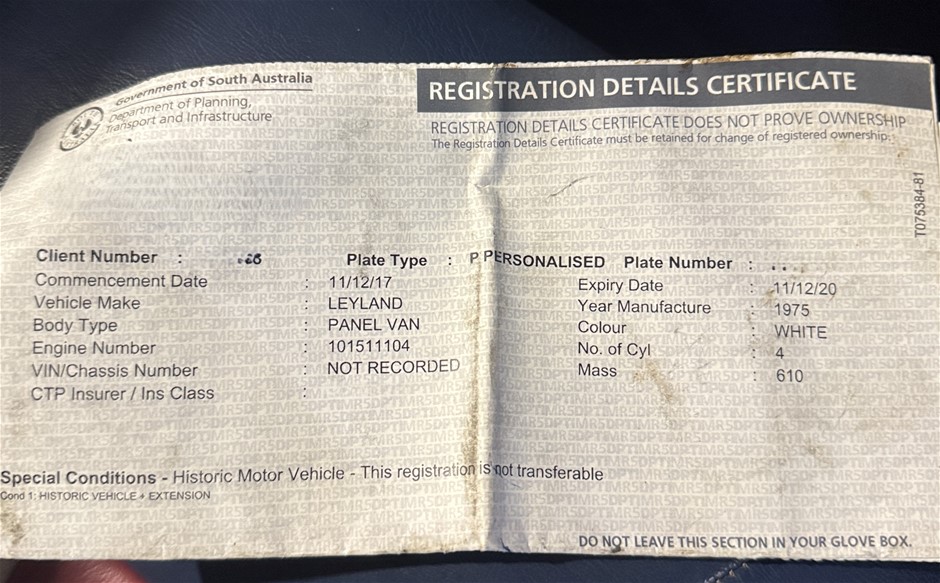 Government of South Australia
Department of Planning,
Transport and Infrastructure
REGISTRATION DETAILS CERTIFICATE
REGISTRATION DETAILS CERTIFICATE DOES NOT PROVE OWNERSHIP
The Registration Details Certificate must be retained for change of registered ownership.
T075384-81
Client Number : Plate Type : P PERSONALISED Plate Number :
Commencement Date : 11/12/17 Expiry Date : 11/12/20
Vehicle Make : LEYLAND Year Manufacture : 1975
Body Type : PANEL VAN Colour : WHITE
Engine Number : 101511104 No. of Cyl : 4
VIN/Chassis Number : NOT RECORDED Mass : 610
CTP Insurer / Ins Class :
Special Conditions - Historic Motor Vehicle - This registration is not transferable
Cond 1: HISTORIC VEHICLE + EXTENSION
DO NOT LEAVE THIS SECTION IN YOUR GLOVE BOX.